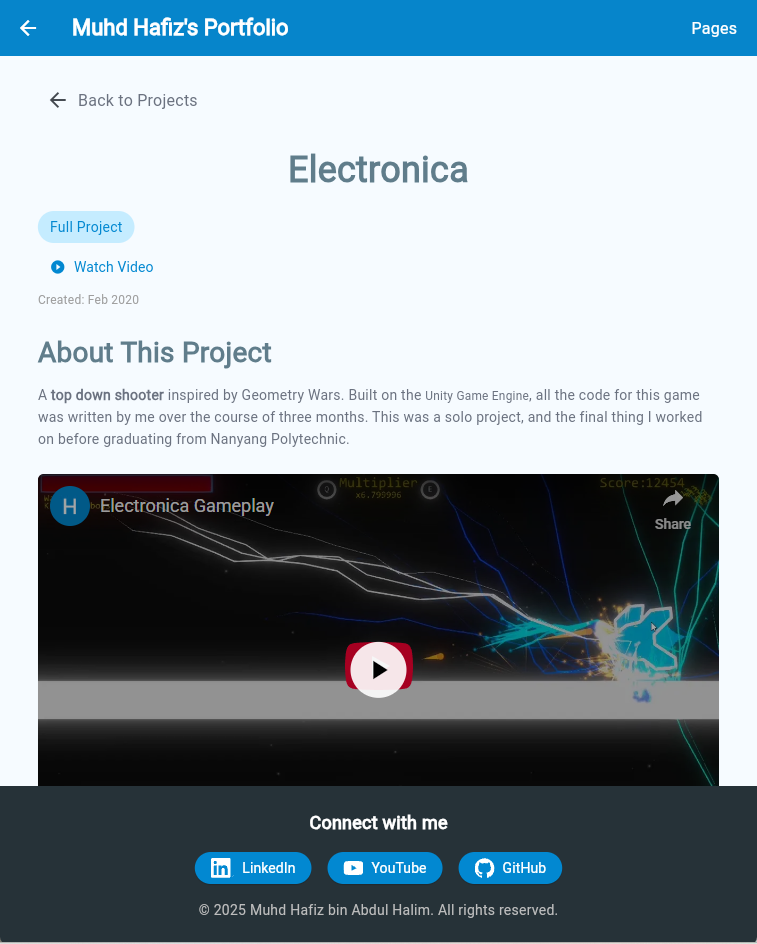 Muhd Hafiz's Portfolio
Pages
Back to Projects
Electronica
Full Project
Watch Video
Created: Feb 2020
About This Project
A top down shooter inspired by Geometry Wars. Built on the Unity Game Engine, all the code for this game
was written by me over the course of three months. This was a solo project, and the final thing I worked
on before graduating from Nanyang Polytechnic.
Multiplier
x6.799996
Score:12454
H
Electronica Gameplay
Share
Connect with me
LinkedIn
YouTube
GitHub
© 2025 Muhd Hafiz bin Abdul Halim. All rights reserved.